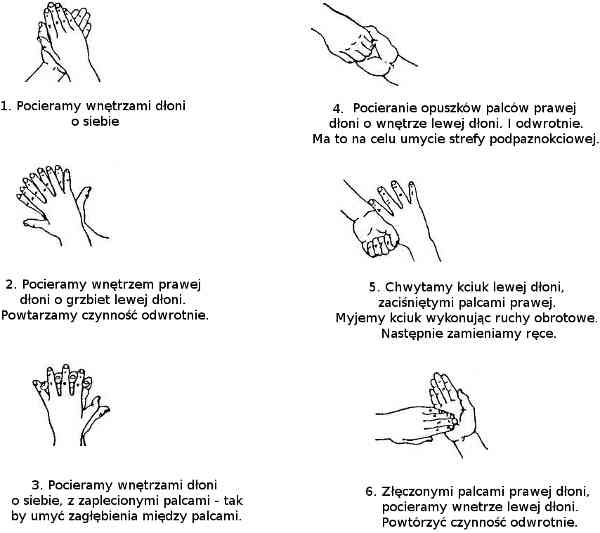 1. Pocieramy wnętrzami dłoni
o siebie
2. Pocieramy wnętrzem prawej
dłoni o grzbiet lewej dłoni.
Powtarzamy czynność odwrotnie.
3. Pocieramy wnętrzami dłoni
o siebie, z zaplecionymi palcami - tak
by umyć zagłębienia między palcami.
4. Pocieranie opuszków palców prawej
dłoni o wnętrze lewej dłoni. I odwrotnie.
Ma to na celu umycie strefy podpaznokciowej.
5. Chwytamy kciuk lewej dłoni,
zaciśniętymi palcami prawej.
Myjemy kciuk wykonując ruchy obrotowe.
Następnie zamieniamy ręce.
6. Złęczonymi palcami prawej dłoni,
pocieramy wnetrze lewej dłoni.
Powtórzyć czynność odwrotnie.